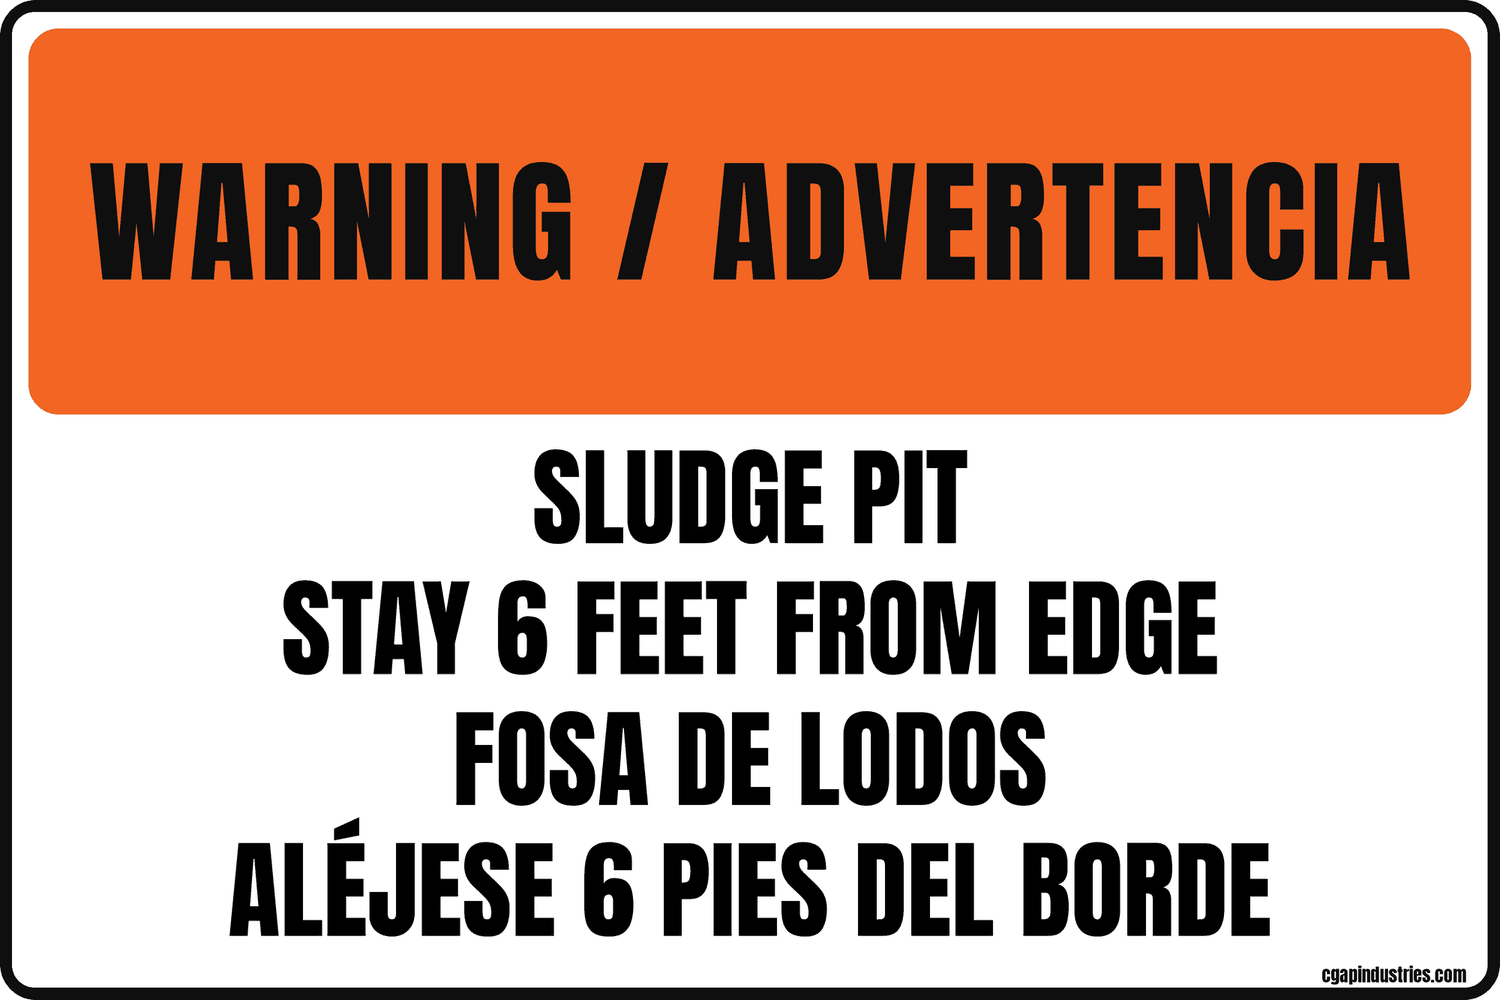 WARNING / ADVERTENCIA
SLUDGE PIT
STAY 6 FEET FROM EDGE
FOSA DE LODOS
ALÉJESE 6 PIES DEL BORDE
cgapindustries.com